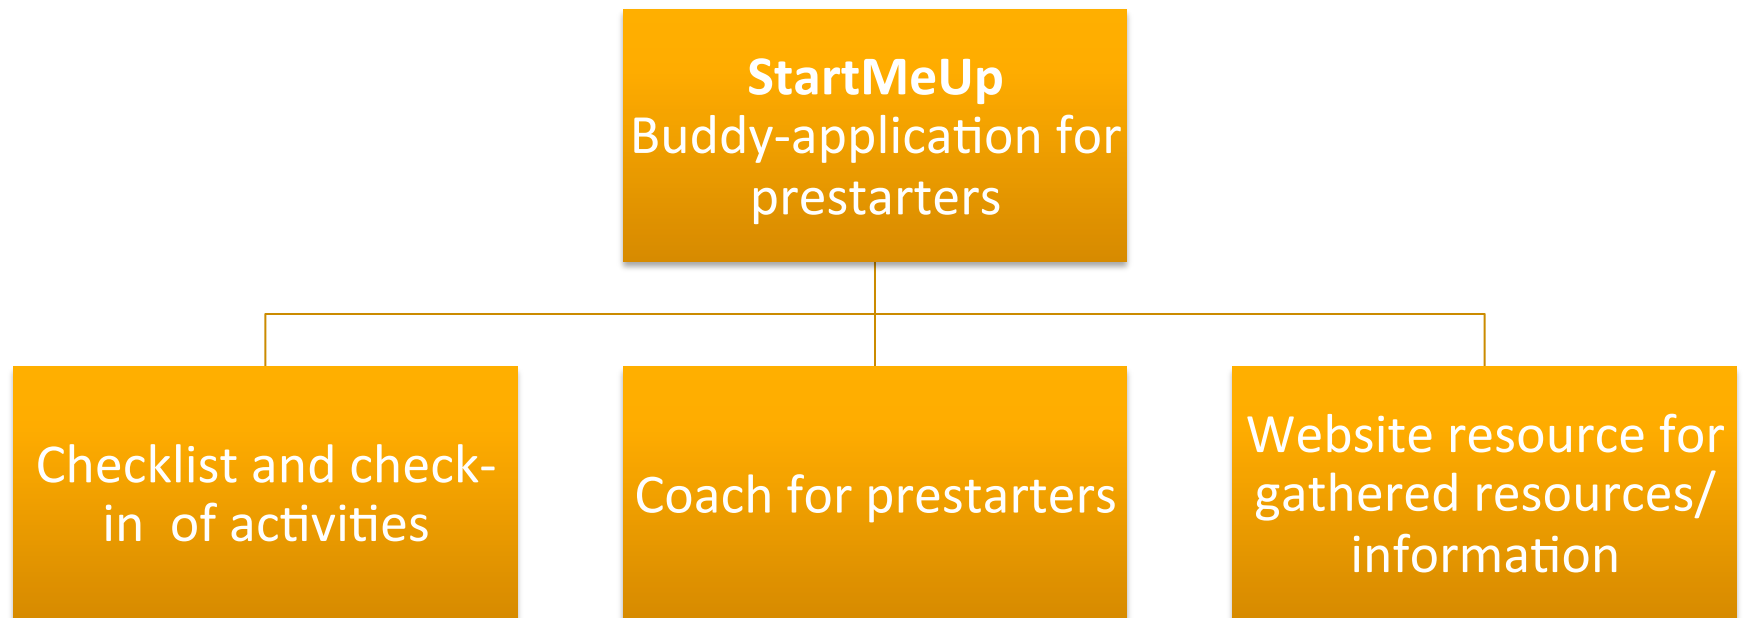 StartMeUp
Buddy-application for
prestarters
Checklist and check-
in  of activities
Coach for prestarters
Website resource for
gathered resources/
information